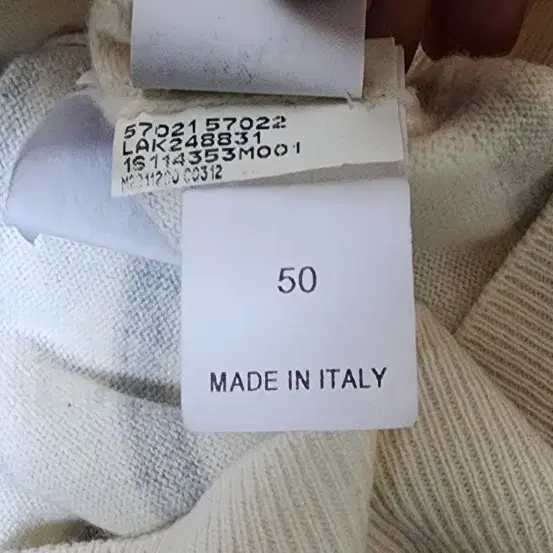 5702157022
LAK248831
1S114353M001
50
MADE IN ITALY